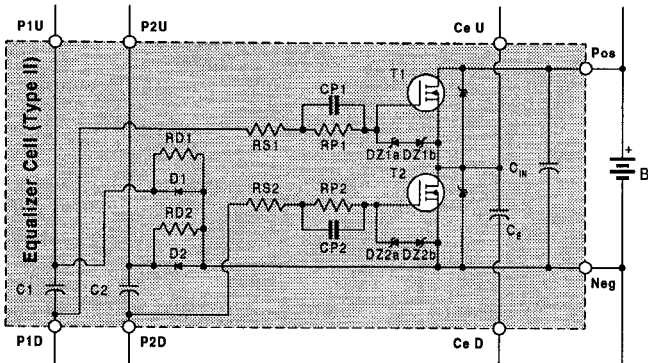 P1U
P2U
Ce U
Pos
Equalizer Cell (Type II)
T1
CP1
RD1
RS1
RP1
DZ1a DZ1b
D1
T2
C_IN
+
B
RD2
RS2
RP2
D2
CP2
DZ2a DZ2b
C_E
C1
C2
Neg
P1D
P2D
Ce D